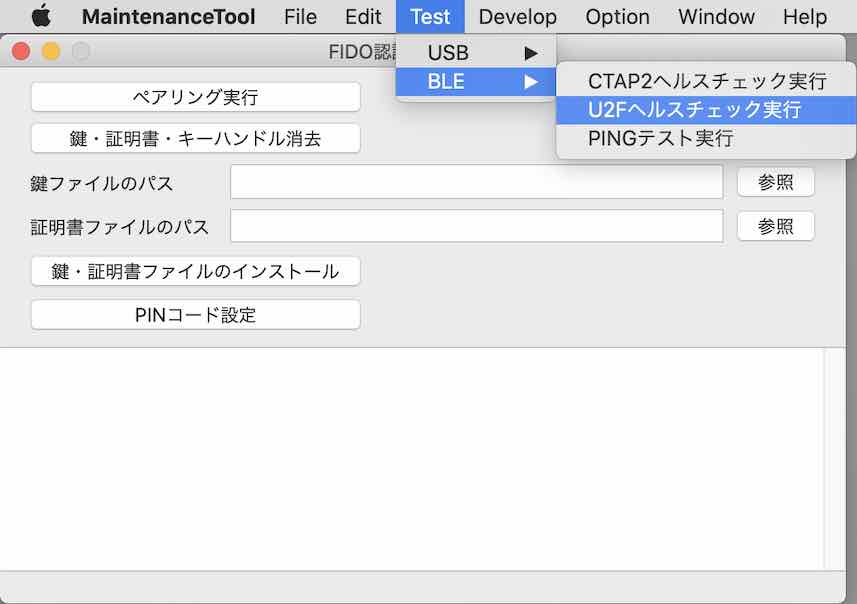 MaintenanceTool File Edit Test Develop Option Window Help
FIDO認
USB
BLE
CTAP2ヘルスチェック実行
U2Fヘルスチェック実行
PINGテスト実行
ペアリング実行
鍵・証明書・キーハンドル消去
鍵ファイルのパス
参照
証明書ファイルのパス
参照
鍵・証明書ファイルのインストール
PINコード設定